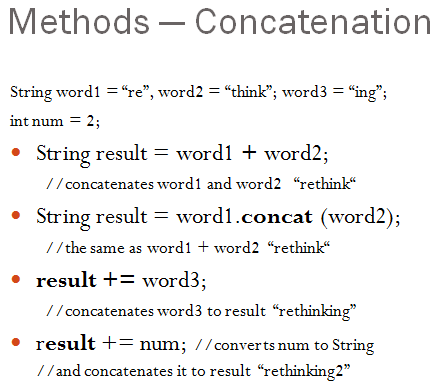 Methods — Concatenation
String word1 = “re”, word2 = “think”; word3 = “ing”;
int num = 2;
• String result = word1 + word2;
//concatenates word1 and word2 “rethink“
• String result = word1.concat (word2);
//the same as word1 + word2 “rethink“
• result += word3;
//concatenates word3 to result “rethinking”
• result += num; //converts num to String
//and concatenates it to result “rethinking2”